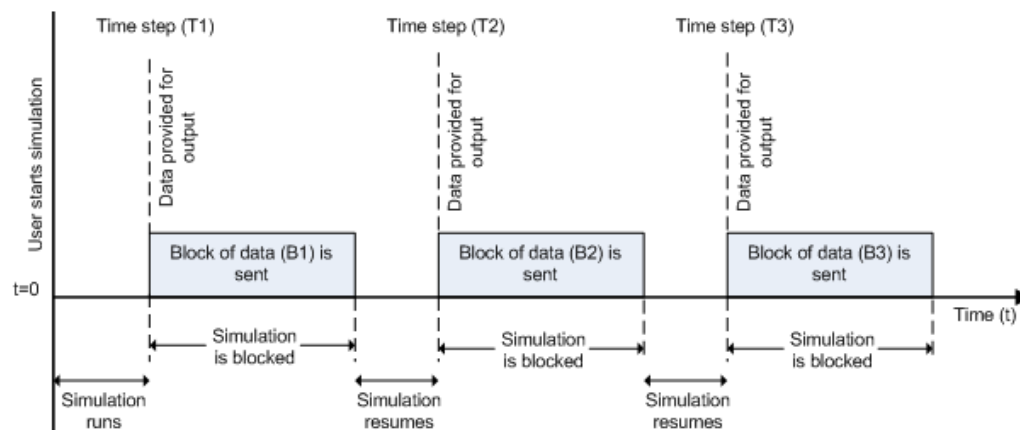 Time step (T1)
Time step (T2)
Time step (T3)
User starts simulation
Data provided for
output
Data provided for
output
Data provided for
output
Block of data (B1) is
sent
Block of data (B2) is
sent
Block of data (B3) is
sent
t=0
Time (t)
Simulation
is blocked
Simulation
is blocked
Simulation
is blocked
Simulation
runs
Simulation
resumes
Simulation
resumes